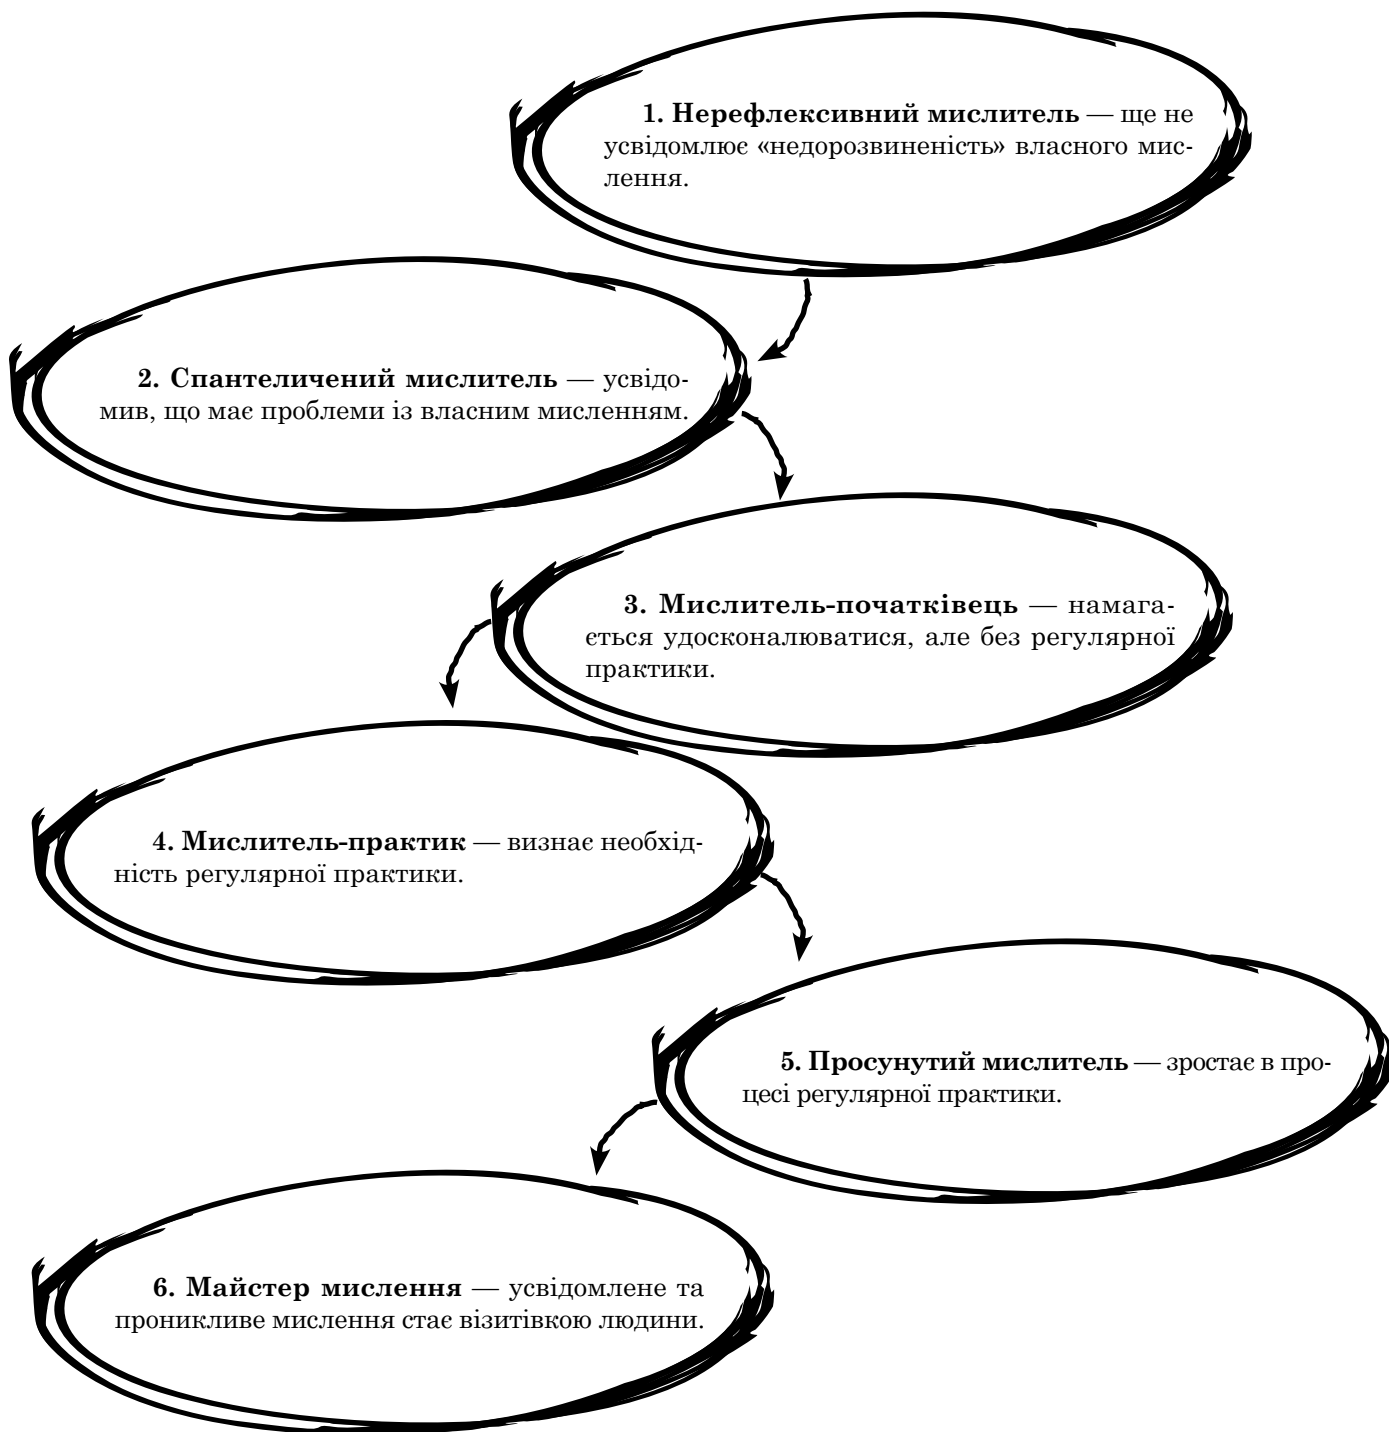 1. Нерефлексивний мислитель — ще не
усвідомлює «недорозвиненість» власного мис-
лення.
2. Спантеличений мислитель — усвідо-
мив, що має проблеми із власним мисленням.
3. Мислитель-початківець — намага-
ється удосконалюватися, але без регулярної
практики.
4. Мислитель-практик — визнає необхід-
ність регулярної практики.
5. Просунутий мислитель — зростає в про-
цесі регулярної практики.
6. Майстер мислення — усвідомлене та
проникливе мислення стає візитівкою людини.